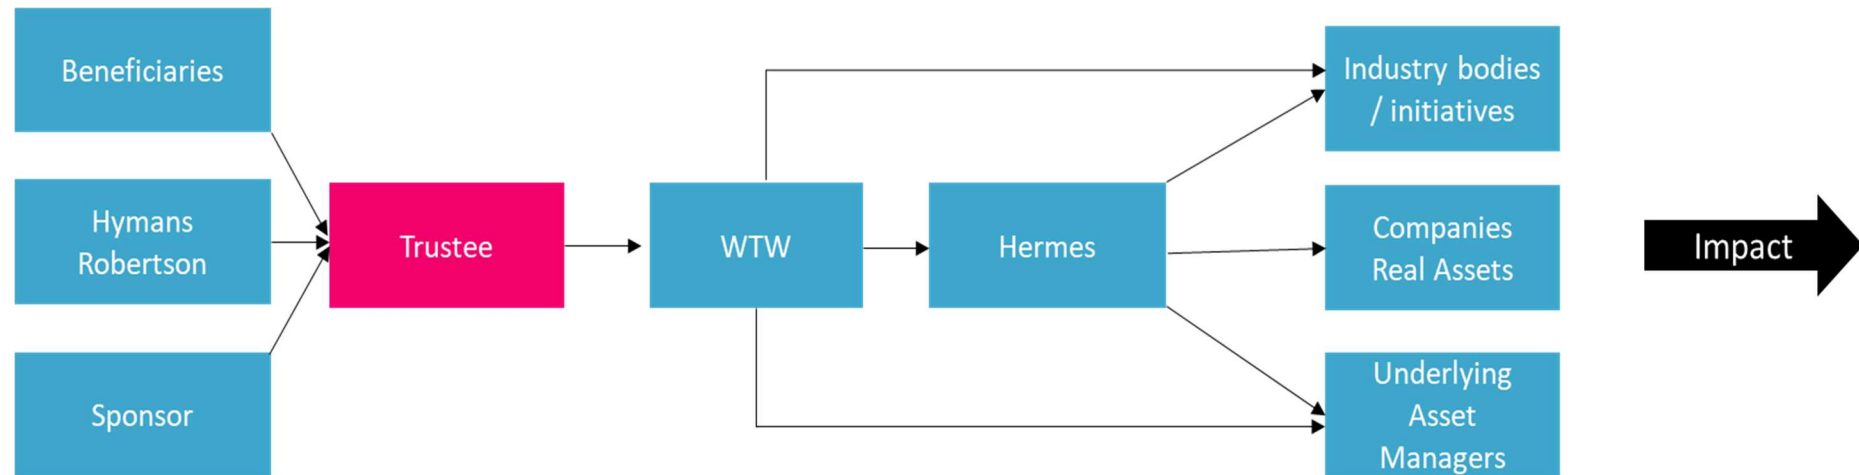 Beneficiaries
Hymans
Robertson
Sponsor
Trustee
WTW
Hermes
Industry bodies
/ initiatives
Companies
Real Assets
Underlying
Asset
Managers
Impact